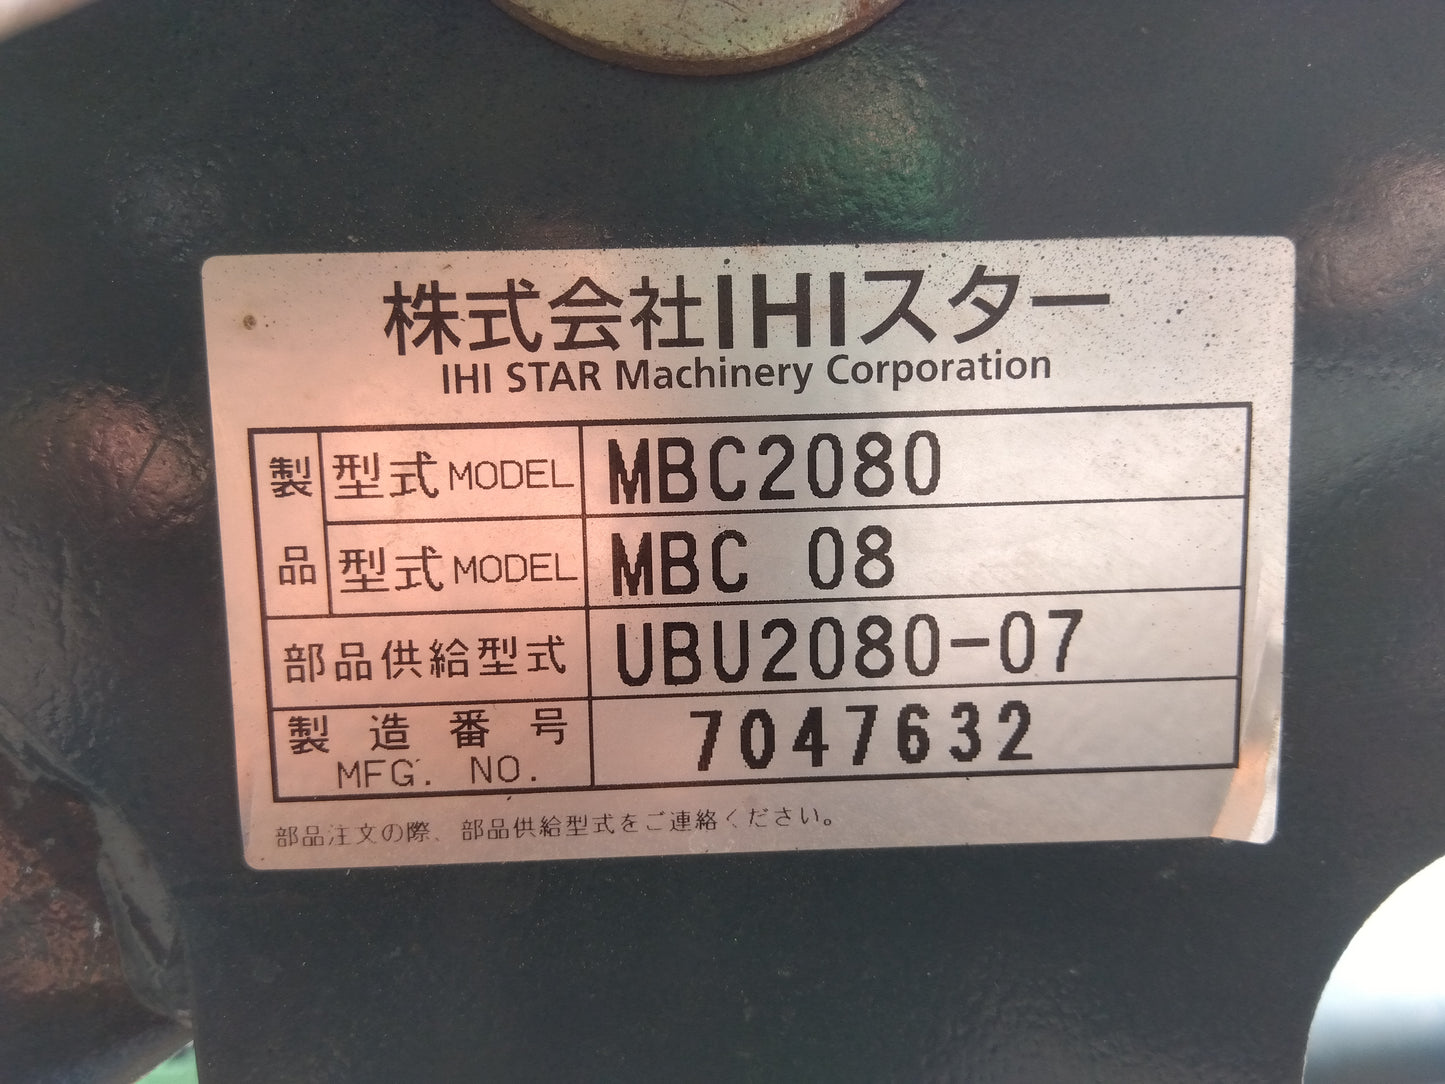 株式会社IHIスター
IHI STAR Machinery Corporation
製品 型式 MODEL MBC2080
型式 MODEL MBC 08
部品供給型式 UBU2080-07
製造番号 MFG. NO. 7047632
部品注文の際、部品供給型式をご連絡ください。